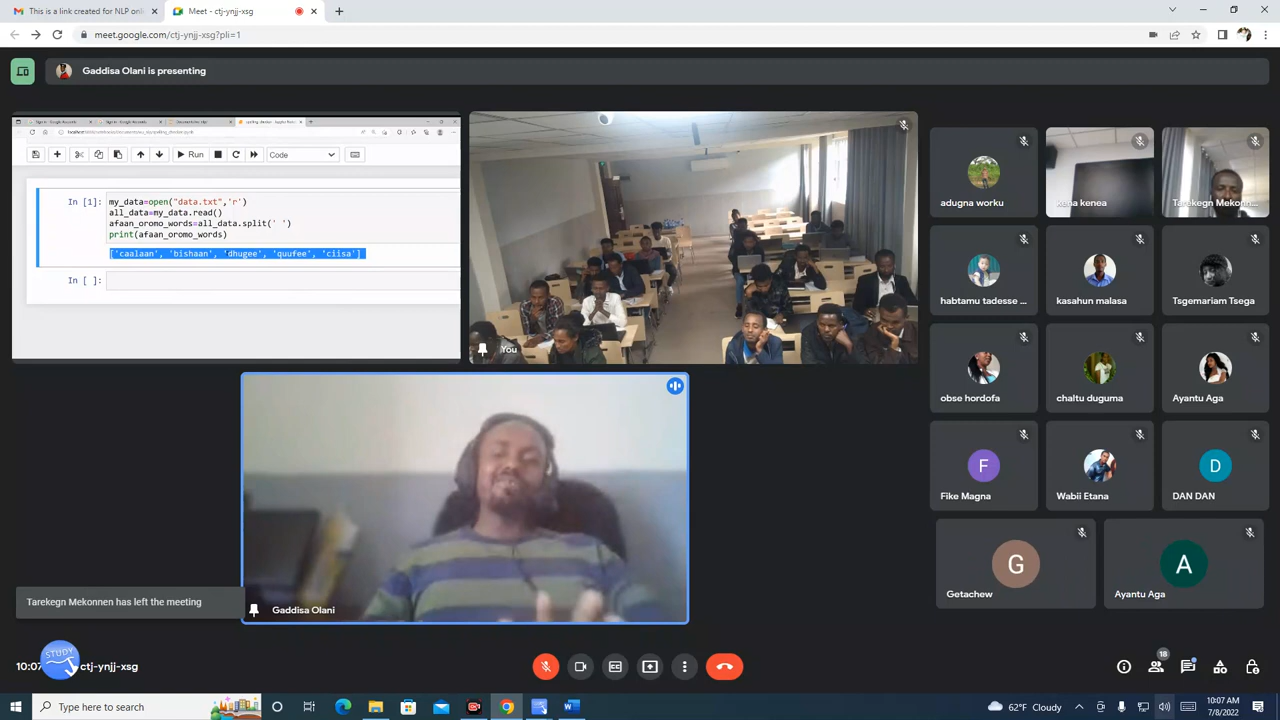 This is a link created for NLP onli
Meet - ctj-ynjj-xsg
meet.google.com/ctj-ynjj-xsg?pli=1
Gaddisa Olani is presenting
Run
Code
In [1]:
my_data=open("data.txt",'r')
all_data=my_data.read()
afaan_oromo_words=all_data.split(' ')
print(afaan_oromo_words)
['caalaan', 'bishaan', 'dhugee', 'quufee', 'ciisa']
In [ ]:
You
Gaddisa Olani
adugna worku
kena kenea
Tarekegn Mekonn...
habtamu tadesse ...
kasahun malasa
Tsgemariam Tsega
obse hordofa
chaltu duguma
Ayantu Aga
F
Fike Magna
Wabii Etana
D
DAN DAN
G
Getachew
A
Ayantu Aga
Tarekegn Mekonnen has left the meeting
10:07
STUDY
ctj-ynjj-xsg
18
Type here to search
62°F Cloudy
10:07 AM
7/8/2022